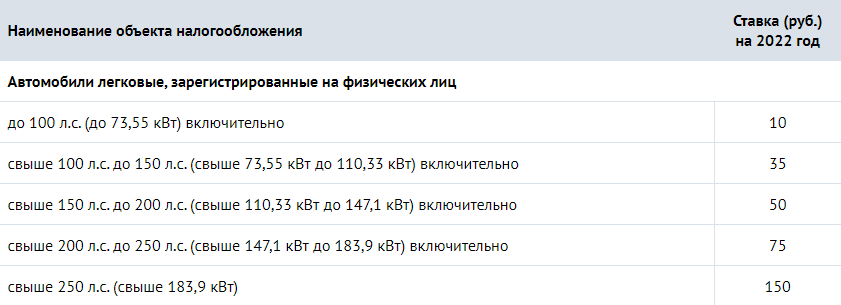 Наименование объекта налогообложения
Ставка (руб.)
на 2022 год
Автомобили легковые, зарегистрированные на физических лиц
до 100 л.с. (до 73,55 кВт) включительно
10
свыше 100 л.с. до 150 л.с. (свыше 73,55 кВт до 110,33 кВт) включительно
35
свыше 150 л.с. до 200 л.с. (свыше 110,33 кВт до 147,1 кВт) включительно
50
свыше 200 л.с. до 250 л.с. (свыше 147,1 кВт до 183,9 кВт) включительно
75
свыше 250 л.с. (свыше 183,9 кВт)
150